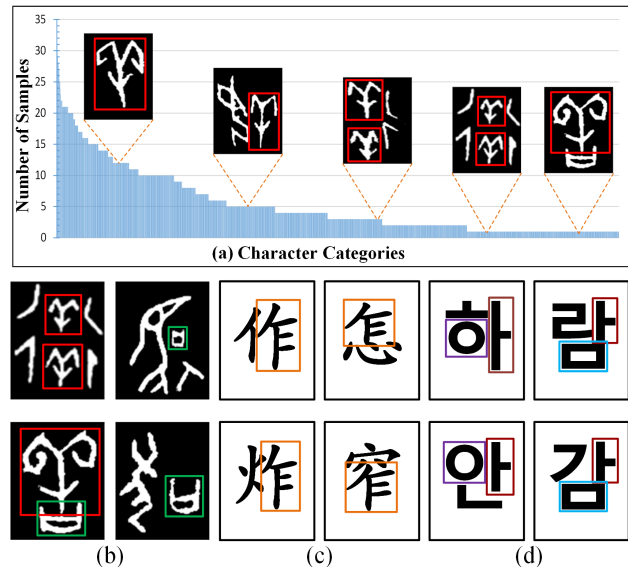 35
30
25
20
15
10
5
0
Number of Samples
(a) Character Categories
作 怎 하 람
炸 窄 안 감
(b) (c) (d)